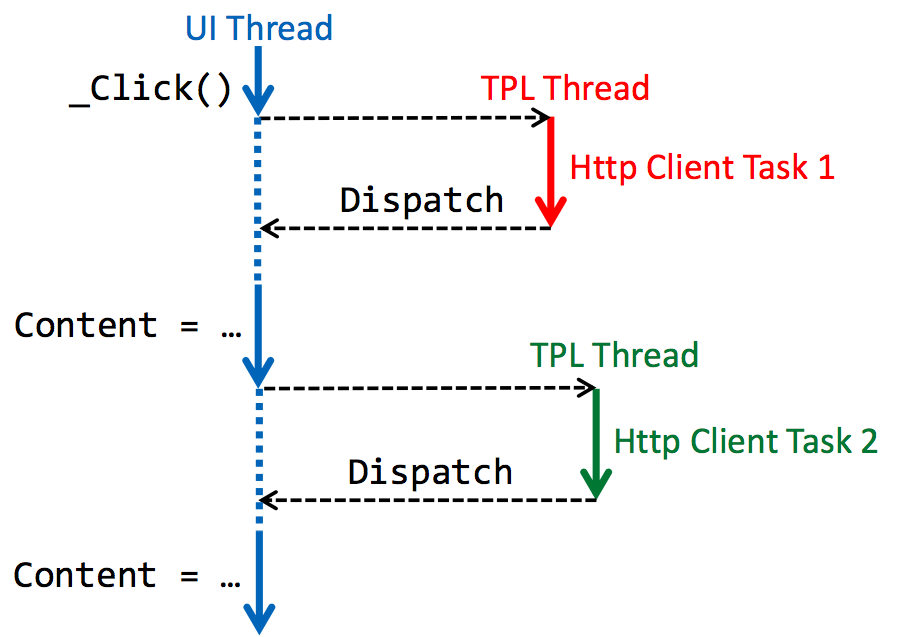 UI Thread
_Click()
TPL Thread
Http Client Task 1
Dispatch
Content = …
TPL Thread
Http Client Task 2
Dispatch
Content = …